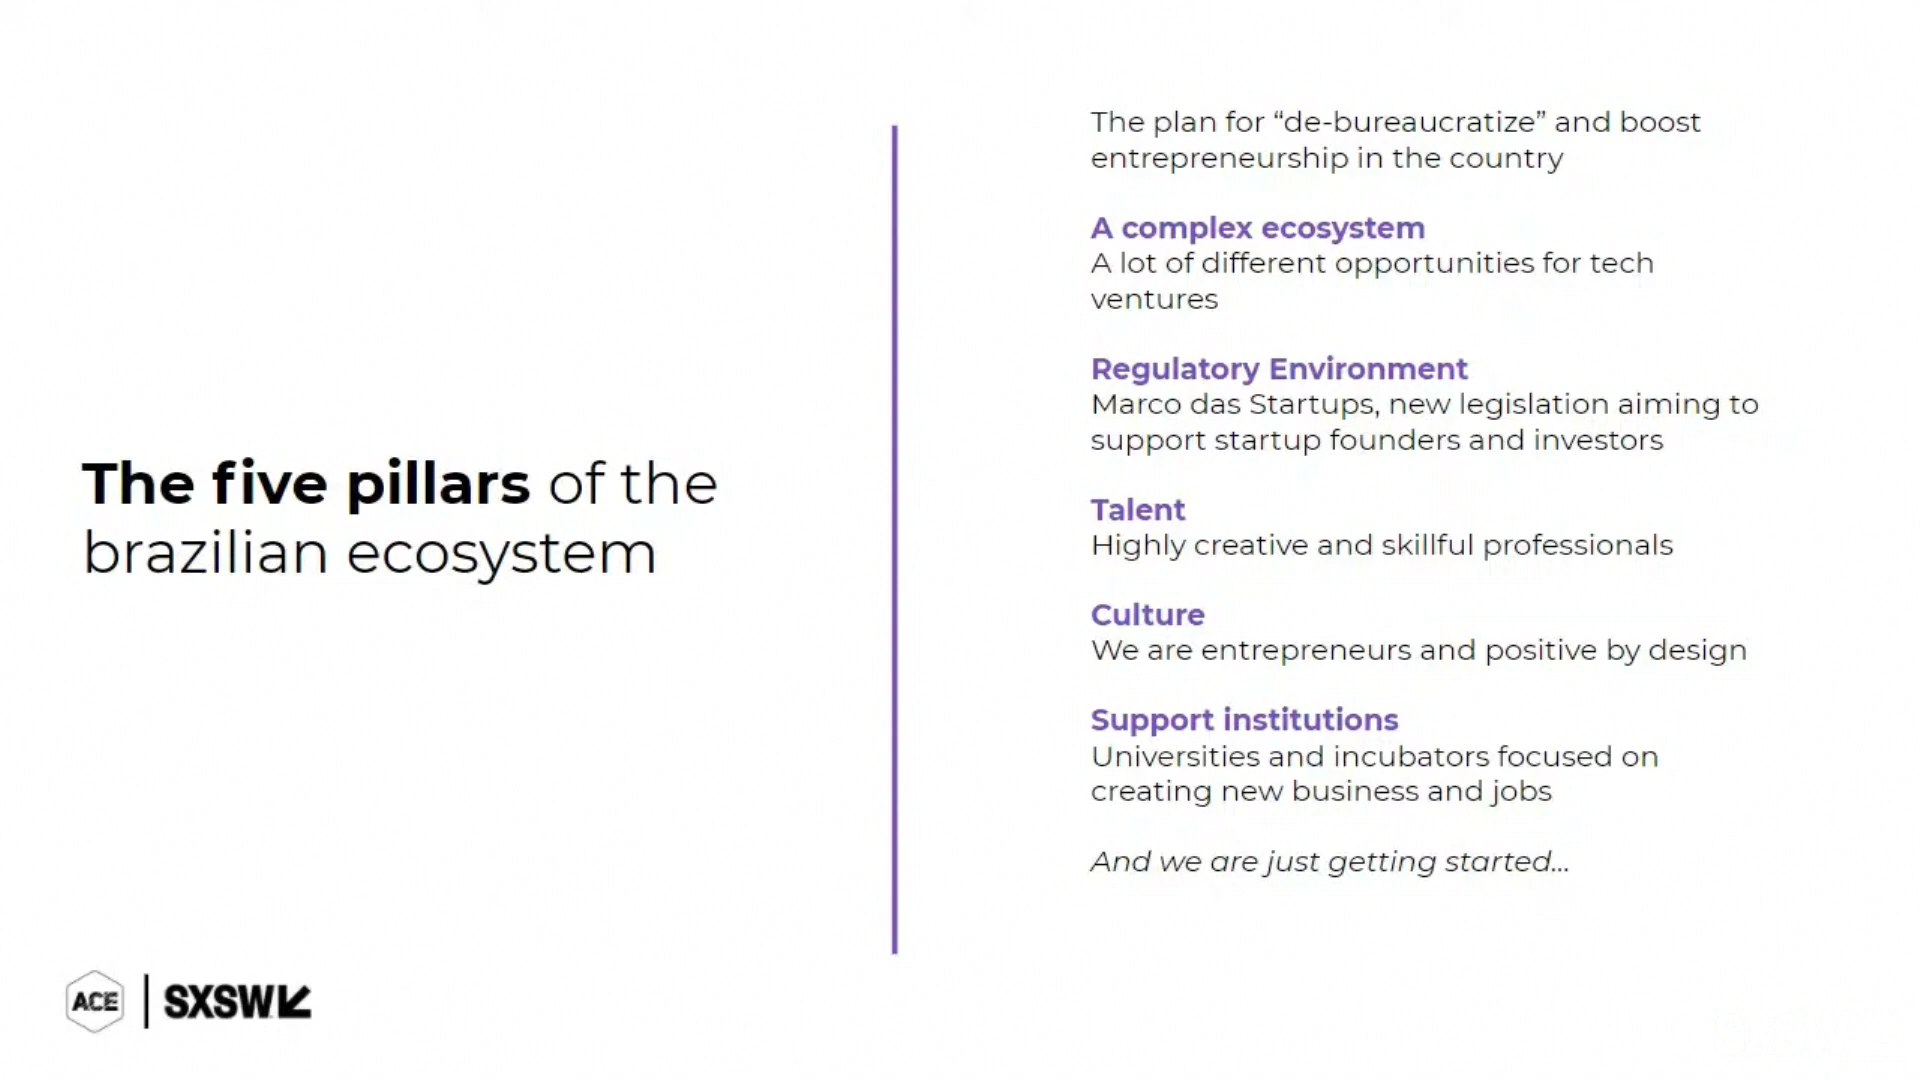 The five pillars of the
brazilian ecosystem
The plan for “de-bureaucratize” and boost
entrepreneurship in the country
A complex ecosystem
A lot of different opportunities for tech
ventures
Regulatory Environment
Marco das Startups, new legislation aiming to
support startup founders and investors
Talent
Highly creative and skillful professionals
Culture
We are entrepreneurs and positive by design
Support institutions
Universities and incubators focused on
creating new business and jobs
And we are just getting started...
ACE SXSW